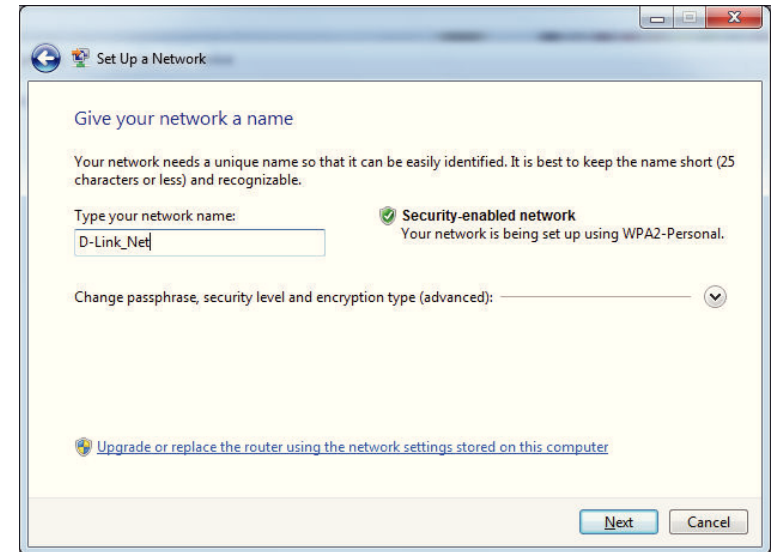 Set Up a Network
Give your network a name
Your network needs a unique name so that it can be easily identified. It is best to keep the name short (25
characters or less) and recognizable.
Type your network name:
D-Link_Net
Security-enabled network
Your network is being set up using WPA2-Personal.
Change passphrase, security level and encryption type (advanced):
Upgrade or replace the router using the network settings stored on this computer
Next
Cancel